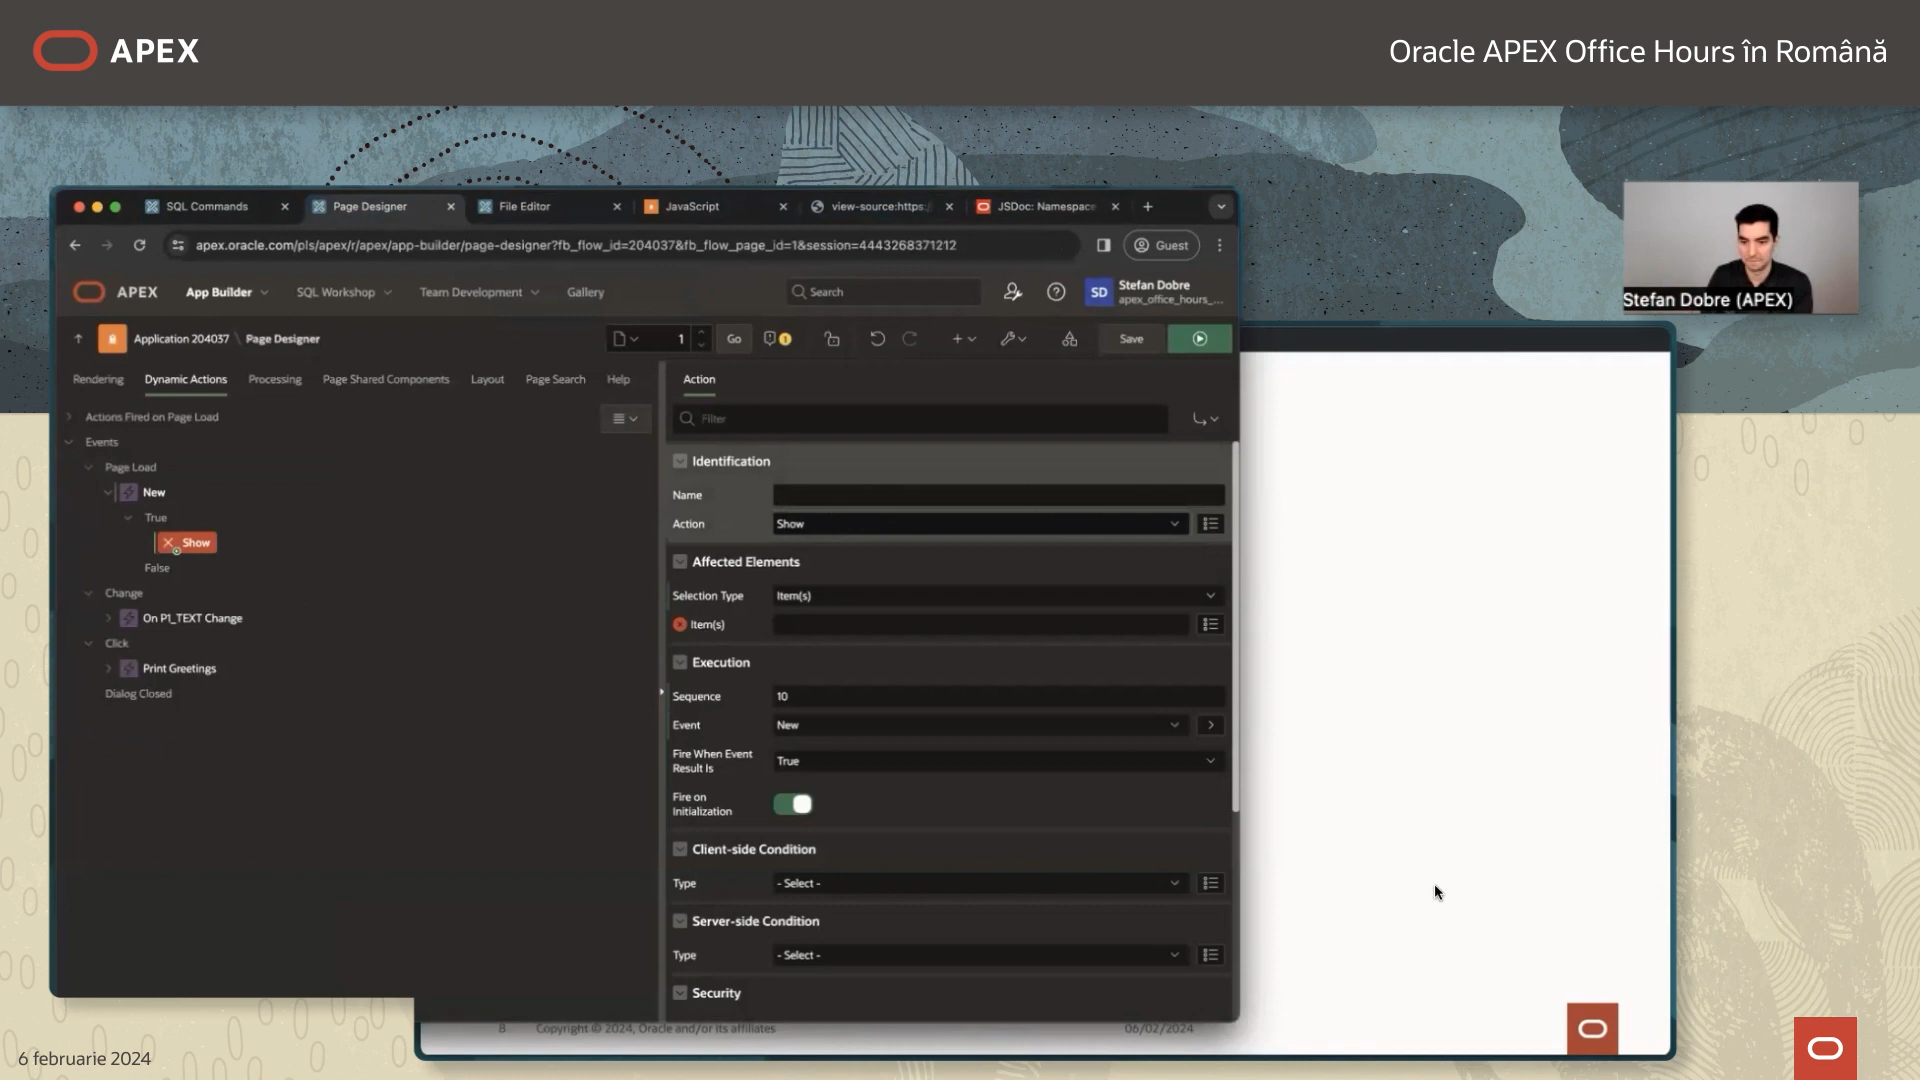 APEX
Oracle APEX Office Hours în Română
SQL Commands
Page Designer
File Editor
JavaScript
view-source:https:/
JSDoc: Namespace
apex.oracle.com/pls/apex/r/apex/app-builder/page-designer?fb_flow_id=204037&fb_flow_page_id=1&session=4443268371212
Guest
APEX
App Builder
SQL Workshop
Team Development
Gallery
Search
SD
Stefan Dobre
apex_office_hours_...
Stefan Dobre (APEX)
Application 204037 \ Page Designer
1
Go
1
Save
Rendering
Dynamic Actions
Processing
Page Shared Components
Layout
Page Search
Help
Actions Fired on Page Load
Events
Page Load
New
True
Show
False
Change
On P1_TEXT Change
Click
Print Greetings
Dialog Closed
Action
Filter
Identification
Name
Action
Show
Affected Elements
Selection Type
Item(s)
Item(s)
Execution
Sequence
10
Event
New
Fire When Event
Result Is
True
Fire on
Initialization
Client-side Condition
Type
- Select -
Server-side Condition
Type
- Select -
Security
8
Copyright © 2024, Oracle and/or its affiliates
06/02/2024
6 februarie 2024